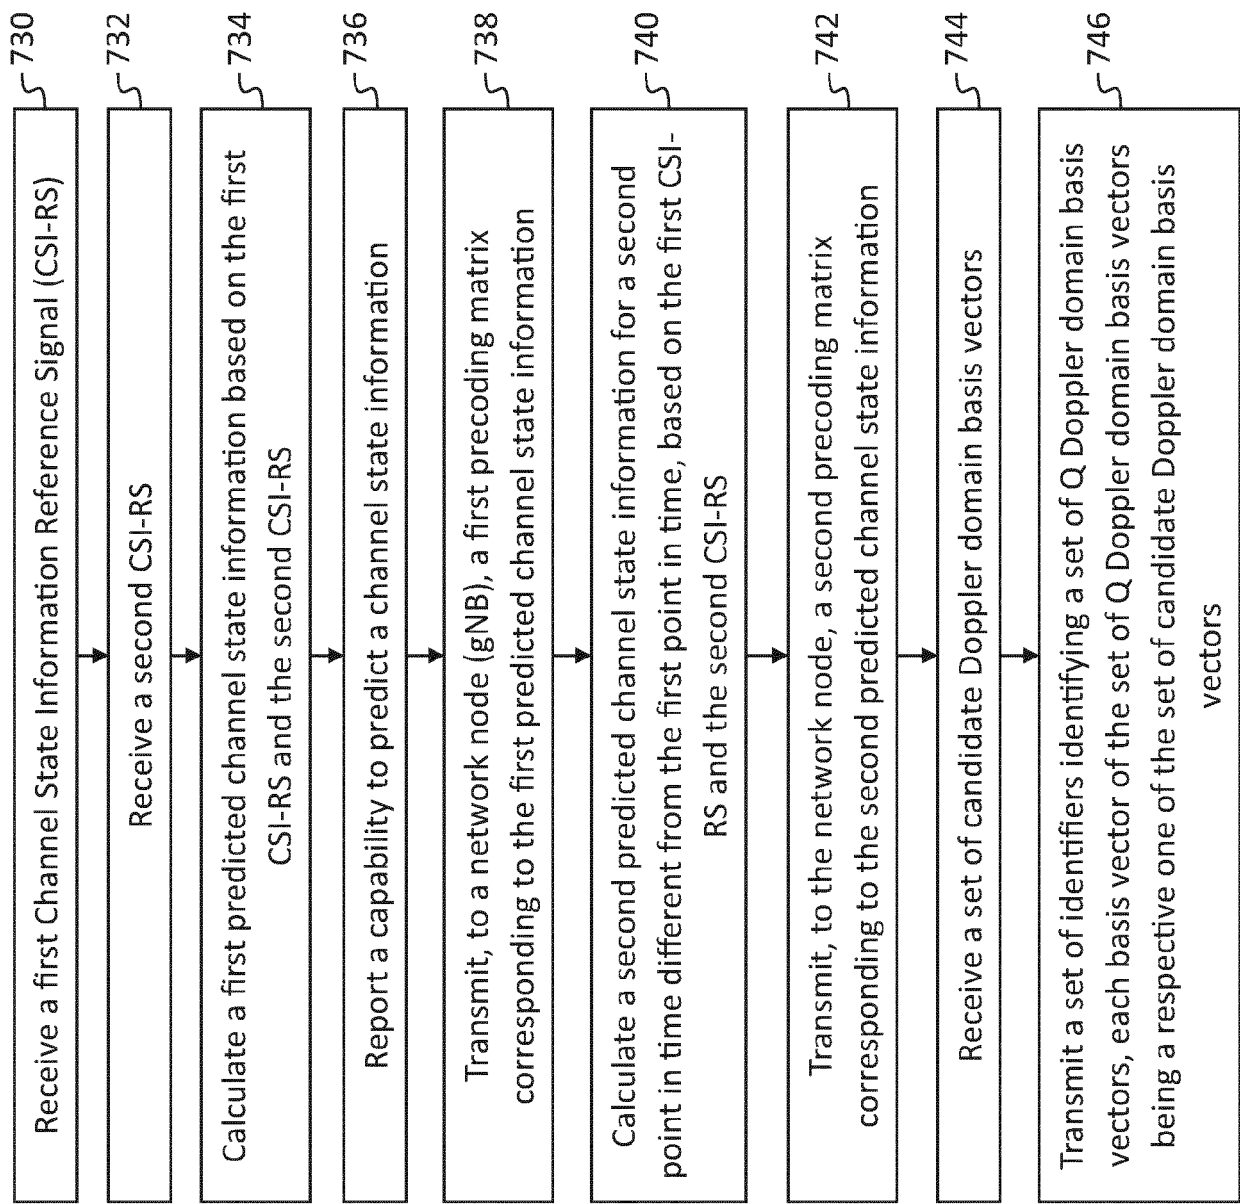 730
Receive a first Channel State Information Reference Signal (CSI-RS)
732
Receive a second CSI-RS
734
Calculate a first predicted channel state information based on the first
CSI-RS and the second CSI-RS
736
Report a capability to predict a channel state information
738
Transmit, to a network node (gNB), a first precoding matrix
corresponding to the first predicted channel state information
740
Calculate a second predicted channel state information for a second
point in time different from the first point in time, based on the first CSI-
RS and the second CSI-RS
742
Transmit, to the network node, a second precoding matrix
corresponding to the second predicted channel state information
744
Receive a set of candidate Doppler domain basis vectors
746
Transmit a set of identifiers identifying a set of Q Doppler domain basis
vectors, each basis vector of the set of Q Doppler domain basis vectors
being a respective one of the set of candidate Doppler domain basis
vectors